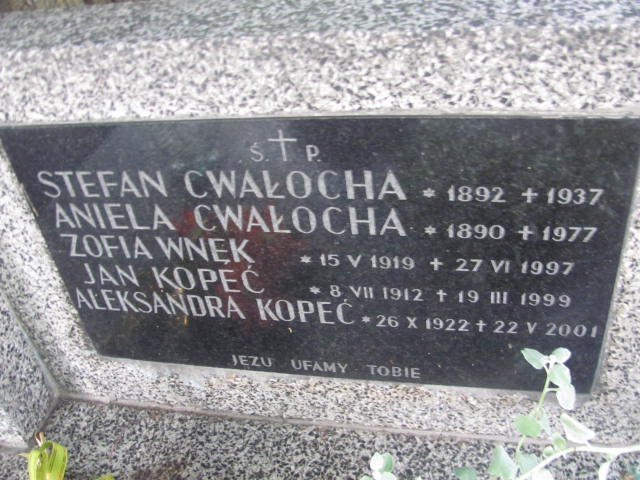 Ś. † P.
STEFAN CWAŁOCHA * 1892 + 1937
ANIELA CWAŁOCHA * 1890 + 1977
ZOFIA WNĘK * 15 V 1919 + 27 VI 1997
JAN KOPEĆ * 8 VII 1912 + 19 III 1999
ALEKSANDRA KOPEĆ * 26 X 1922 + 22 V 2001
JEZU UFAMY TOBIE